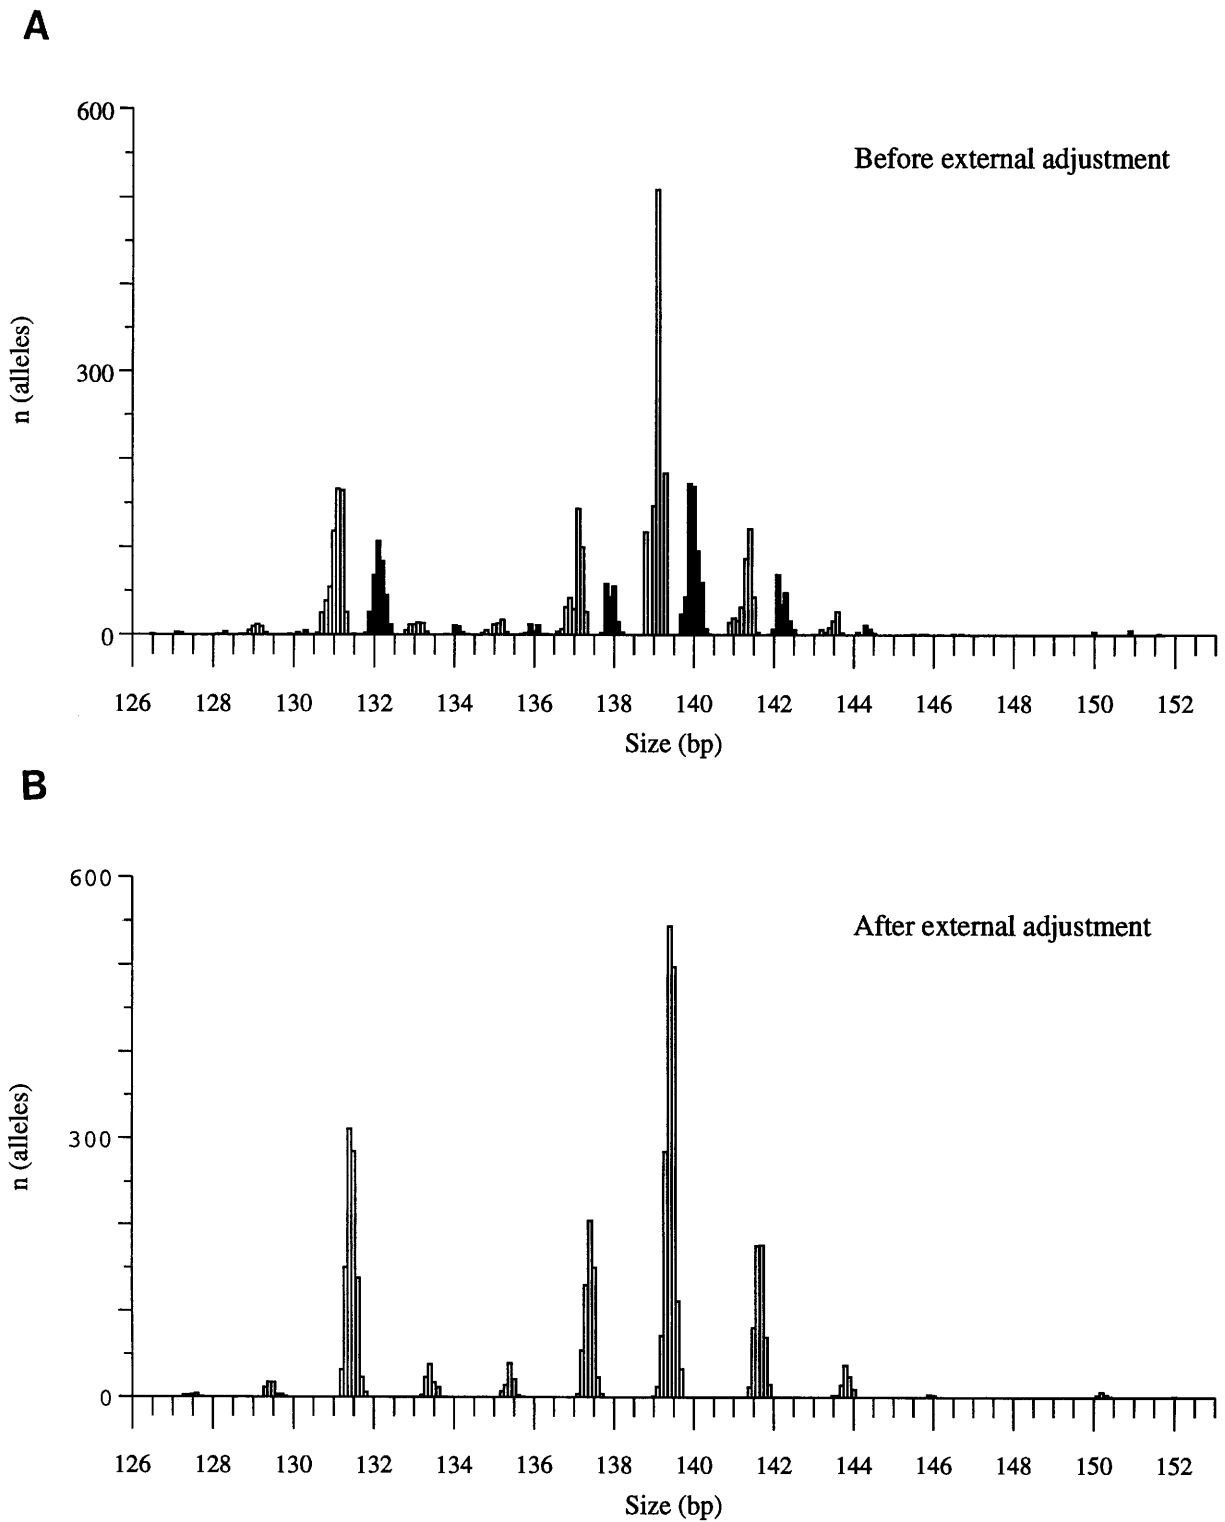 A
600
Before external adjustment
300
n (alleles)
0
126 128 130 132 134 136 138 140 142 144 146 148 150 152
Size (bp)
B
600
After external adjustment
300
n (alleles)
0
126 128 130 132 134 136 138 140 142 144 146 148 150 152
Size (bp)